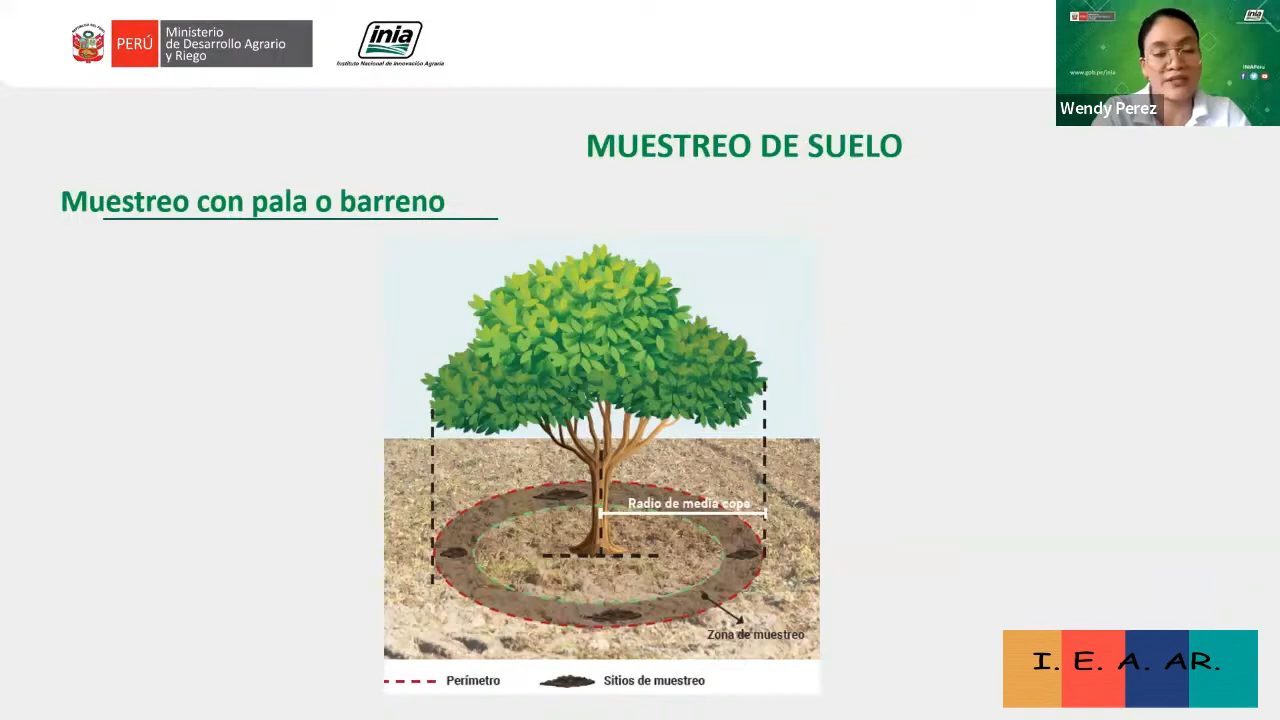 PERÚ
Ministerio
de Desarrollo Agrario
y Riego
inia
Instituto Nacional de Innovación Agraria
inia
www.gob.pe/inia
INIAPeru
Wendy Perez
MUESTREO DE SUELO
Muestreo con pala o barreno
Radio de media copa
Zona de muestreo
Perímetro
Sitios de muestreo
I. E. A. AR.